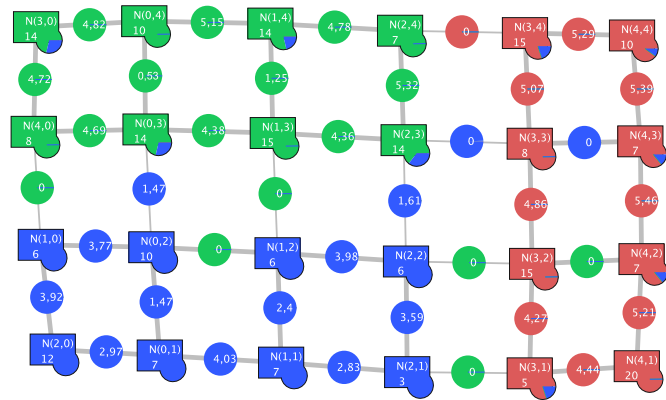 N(3,0) 4,82 N(0,4) 5,15 N(1,4) 4,78 N(2,4) 0 N(3,4) 5,29 N(4,4)
14 10 14 7 15 10
4,72 0,53 1,25 5,32 5,07 5,39
N(4,0) 4,69 N(0,3) 4,38 N(1,3) 4,36 N(2,3) 0 N(3,3) 0 N(4,3)
8 14 15 14 8 7
0 1,47 0 1,61 4,86 5,46
N(1,0) 3,77 N(0,2) 0 N(1,2) 3,98 N(2,2) 0 N(3,2) 0 N(4,2)
6 10 6 6 15 7
3,92 1,47 2,4 3,59 4,27 5,21
N(2,0) 2,97 N(0,1) 4,03 N(1,1) 2,83 N(2,1) 0 N(3,1) 4,44 N(4,1)
12 7 7 3 5 20